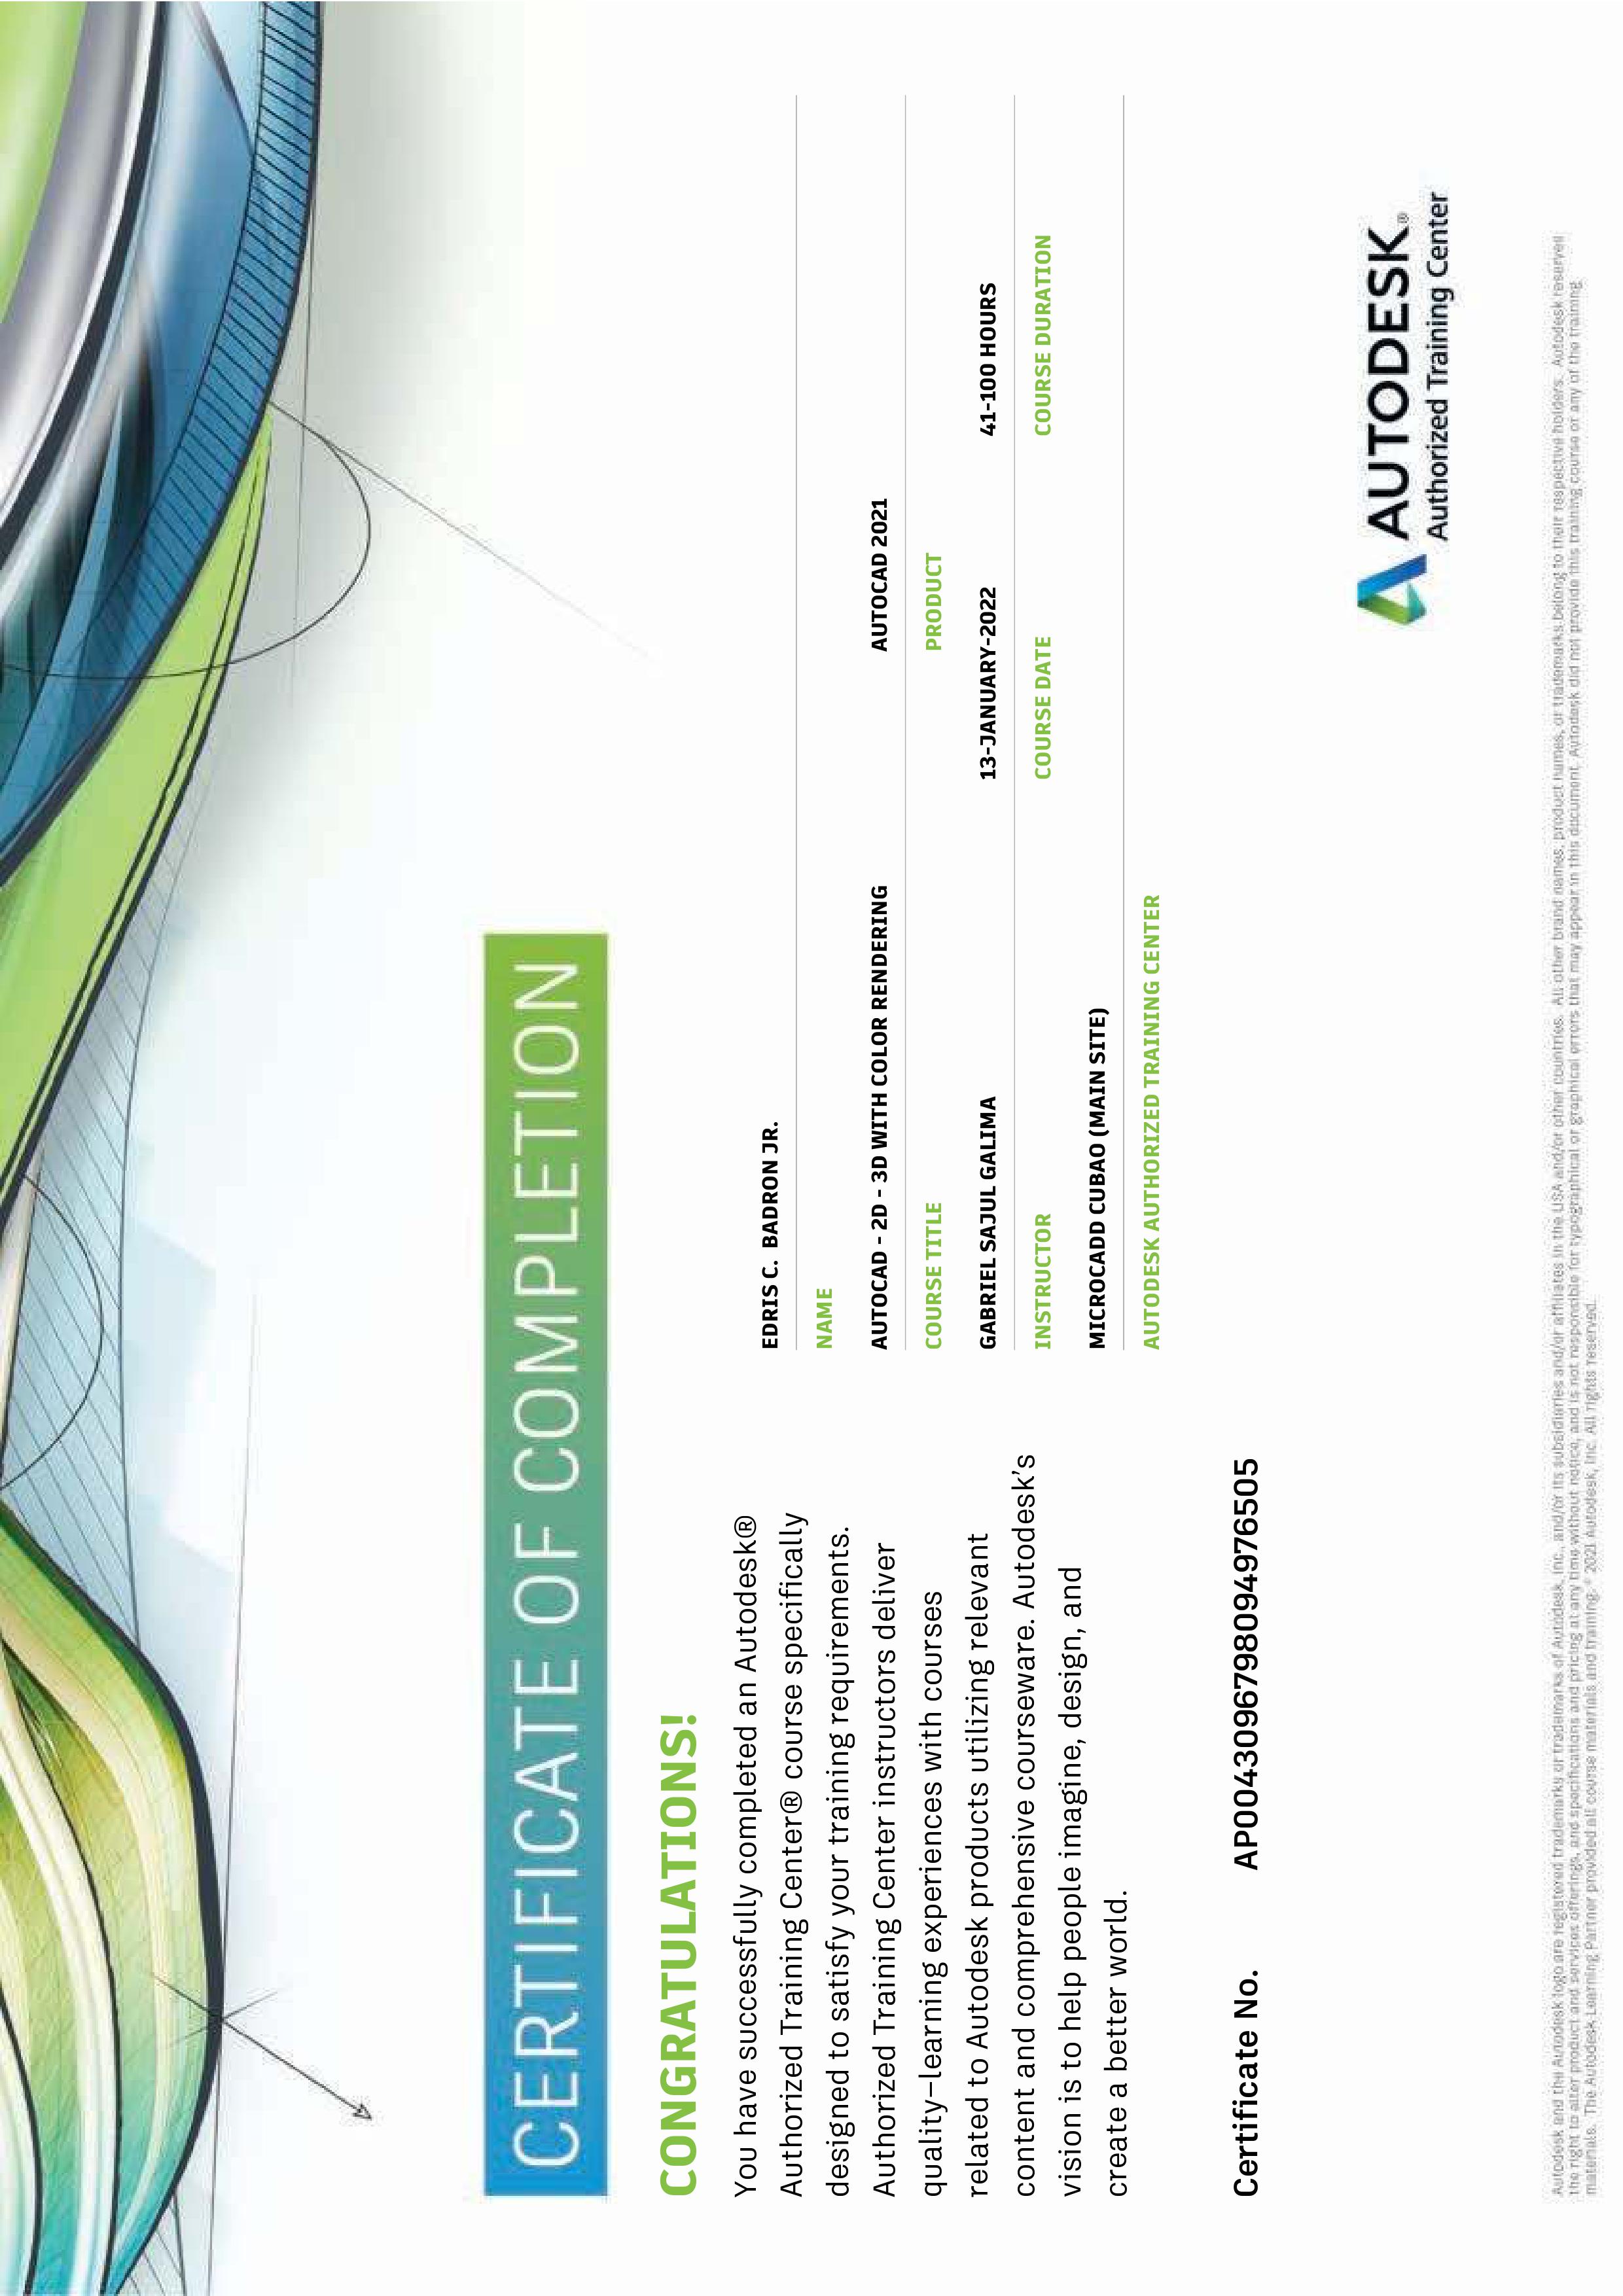 CERTIFICATE OF COMPLETION
CONGRATULATIONS!
You have successfully completed an Autodesk®
Authorized Training Center® course specifically
designed to satisfy your training requirements.
Authorized Training Center instructors deliver
quality–learning experiences with courses
related to Autodesk products utilizing relevant
content and comprehensive courseware. Autodesk's
vision is to help people imagine, design, and
create a better world.
Certificate No. AP0043096798094976505
EDRIS C. BADRON JR.
NAME
AUTOCAD - 2D - 3D WITH COLOR RENDERING AUTOCAD 2021
COURSE TITLE PRODUCT
GABRIEL SAJUL GALIMA 13-JANUARY-2022 41-100 HOURS
INSTRUCTOR COURSE DATE COURSE DURATION
MICROCADD CUBAO (MAIN SITE)
AUTODESK AUTHORIZED TRAINING CENTER
AUTODESK®
Authorized Training Center
Autodesk and the Autodesk logo are registered trademarks or trademarks of Autodesk, Inc., and/or its subsidiaries and/or affiliates in the USA and/or other countries. All other brand names, product names, or trademarks belong to their respective holders. Autodesk reserves
the right to alter product and services offerings, and specifications and pricing at any time without notice, and is not responsible for typographical or graphical errors that may appear in this document. Autodesk did not provide this training course or any of the training
materials. The Autodesk Learning Partner provided all course materials and training. © 2021 Autodesk, Inc. All rights reserved.